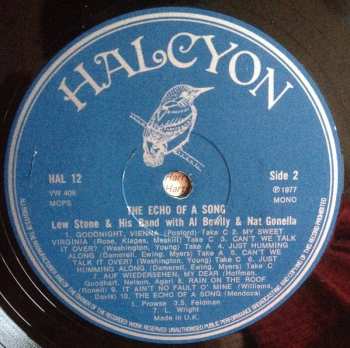 HALCYON
HAL 12
VW 409
MCPS
Side 2
℗1977
MONO
THE ECHO OF A SONG
Lew Stone & His Band with Al Bowlly & Nat Gonella
1. GOODNIGHT, VIENNA (Posford) Take C 2. MY SWEET
VIRGINIA (Rose, Klages, Meskill) Take C 3. CAN'T WE TALK
IT OVER? (Washington, Young) Take A 4. JUST HUMMING
ALONG (Damerell, Ewing, Myers) Take A 5. CAN'T WE
TALK IT OVER? (Washington, Young) Take C 6. JUST
HUMMING ALONG (Damerell, Ewing, Myers) Take C
7. AUF WIEDERSEHEN, MY DEAR (Hoffman,
Goodhart, Nelson, Ager) 8. RAIN ON THE ROOF
(Ronell) 9. IT AIN'T NO FAULT O' MINE (Williams,
Davis) 10. THE ECHO OF A SONG (Mendoza)
L. Prowse 3.5. Feldman
7. L. Wright
Made in U.K.